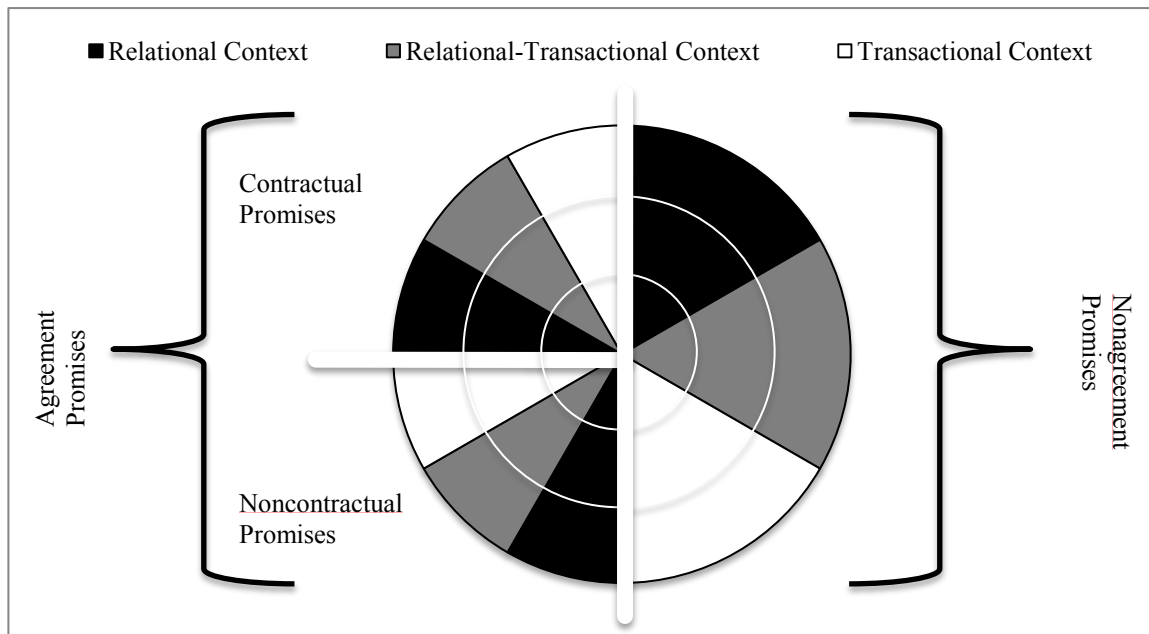 Relational Context
Relational-Transactional Context
Transactional Context
Contractual
Promises
Agreement
Promises
Nonagreement
Promises
Noncontractual
Promises